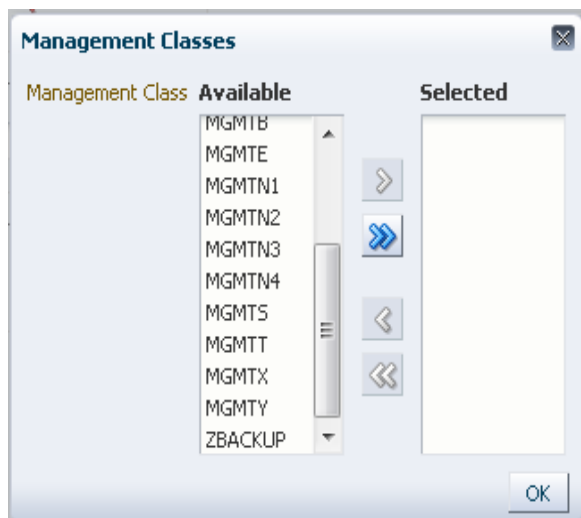 Management Classes
Management Class Available Selected
MGMTB
MGMTE
MGMTN1
MGMTN2
MGMTN3
MGMTN4
MGMTS
MGMTT
MGMTX
MGMTY
ZBACKUP
OK